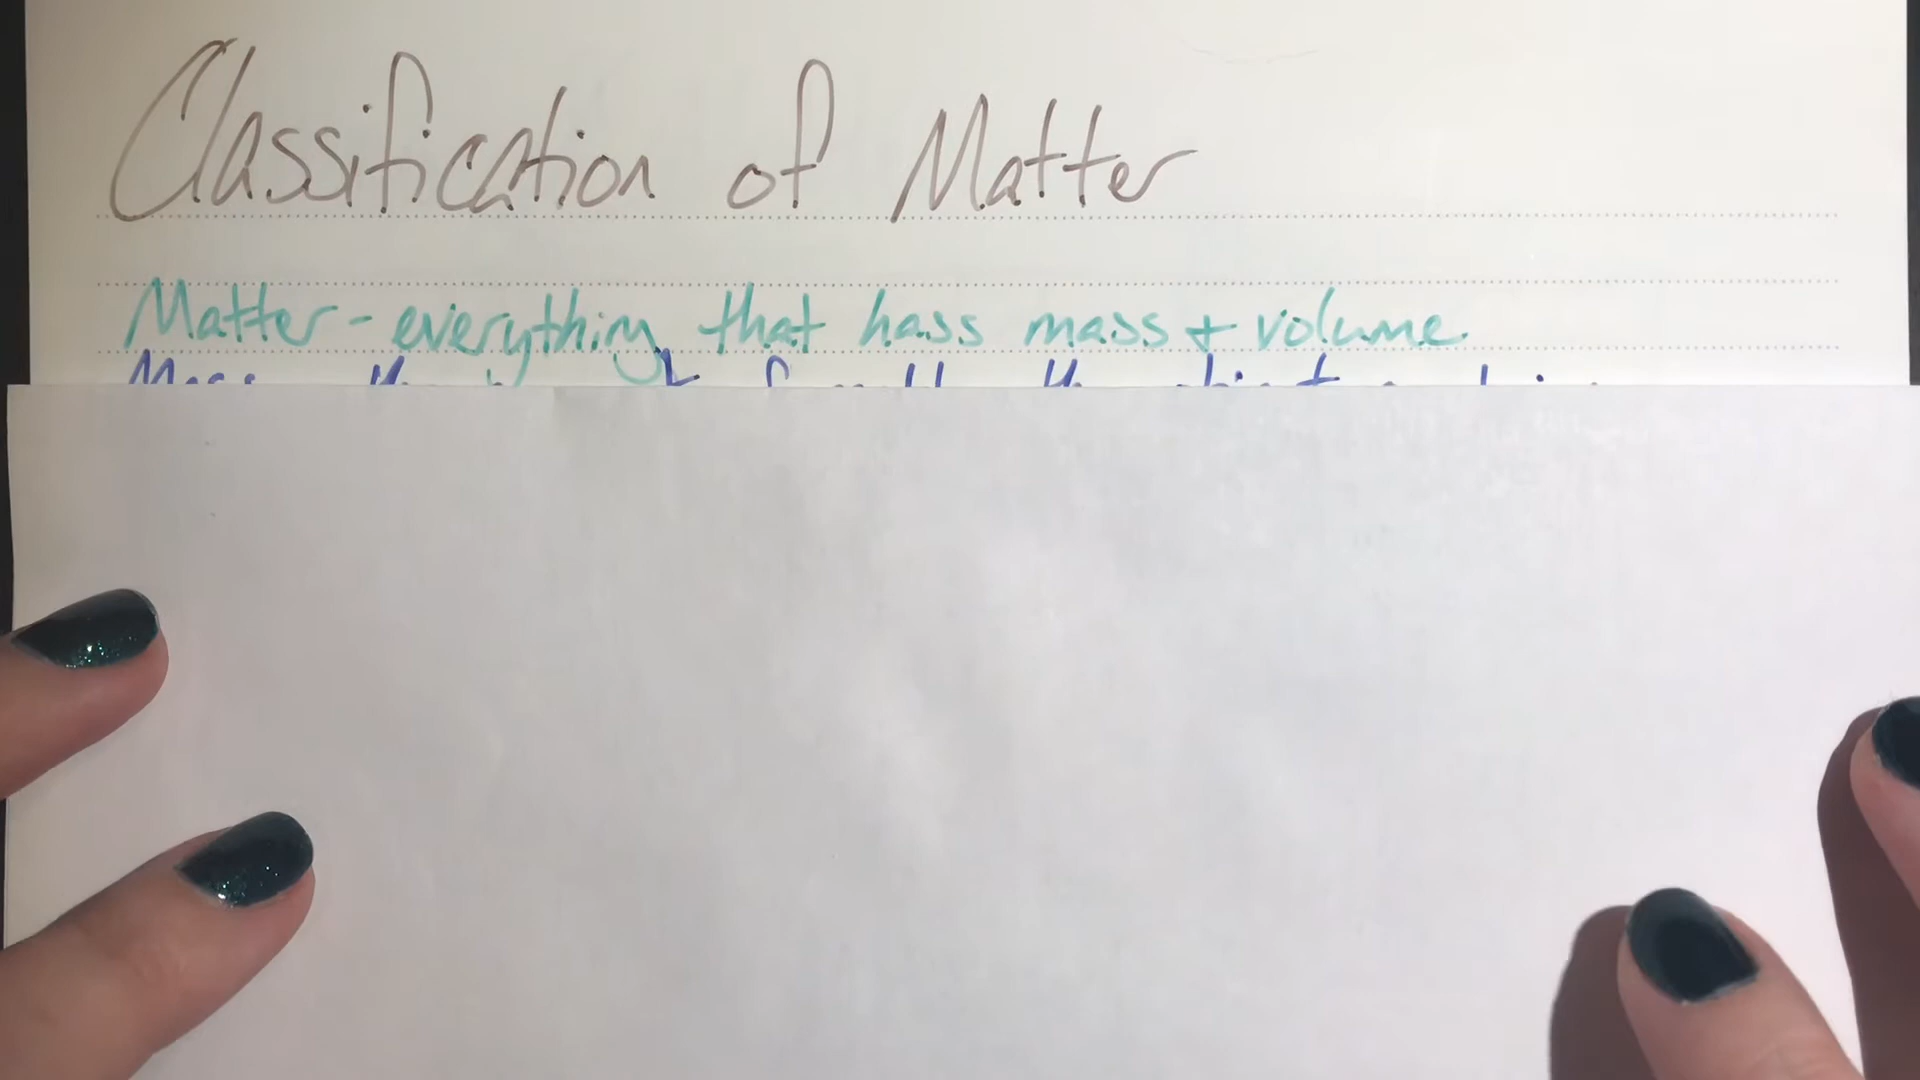 Classification of Matter
Matter - everything that hass mass + volume